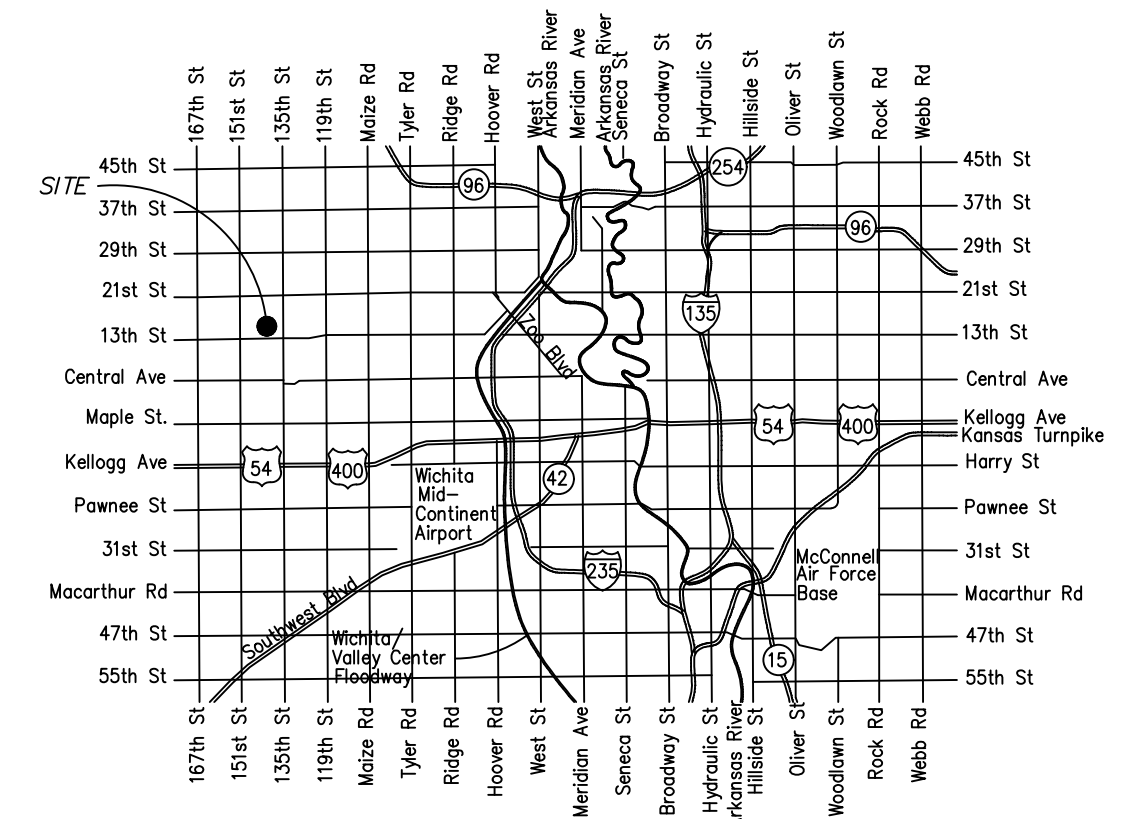 167th St
151st St
135th St
119th St
Maize Rd
Tyler Rd
Ridge Rd
Hoover Rd
West St
Arkansas River
Meridian Ave
Arkansas River
Seneca St
Broadway St
Hydraulic St
Hillside St
Oliver St
Woodlawn St
Rock Rd
Webb Rd
45th St
254
45th St
SITE
96
37th St
37th St
96
29th St
29th St
21st St
21st St
135
13th St
Zoo Blvd
13th St
Central Ave
Central Ave
Maple St.
54
400
Kellogg Ave
Kansas Turnpike
Kellogg Ave
54
400
Harry St
Wichita
Mid-
Continent
Airport
42
Pawnee St
Pawnee St
31st St
31st St
McConnell
Air Force
Base
235
Macarthur Rd
Macarthur Rd
Southwest Blvd
47th St
47th St
Wichita/
Valley Center
Floodway
15
55th St
55th St
167th St
151st St
135th St
119th St
Maize Rd
Tyler Rd
Ridge Rd
Hoover Rd
West St
Meridian Ave
Seneca St
Broadway St
Hydraulic St
rkansas River
Hillside St
Oliver St
Woodlawn St
Rock Rd
Webb Rd